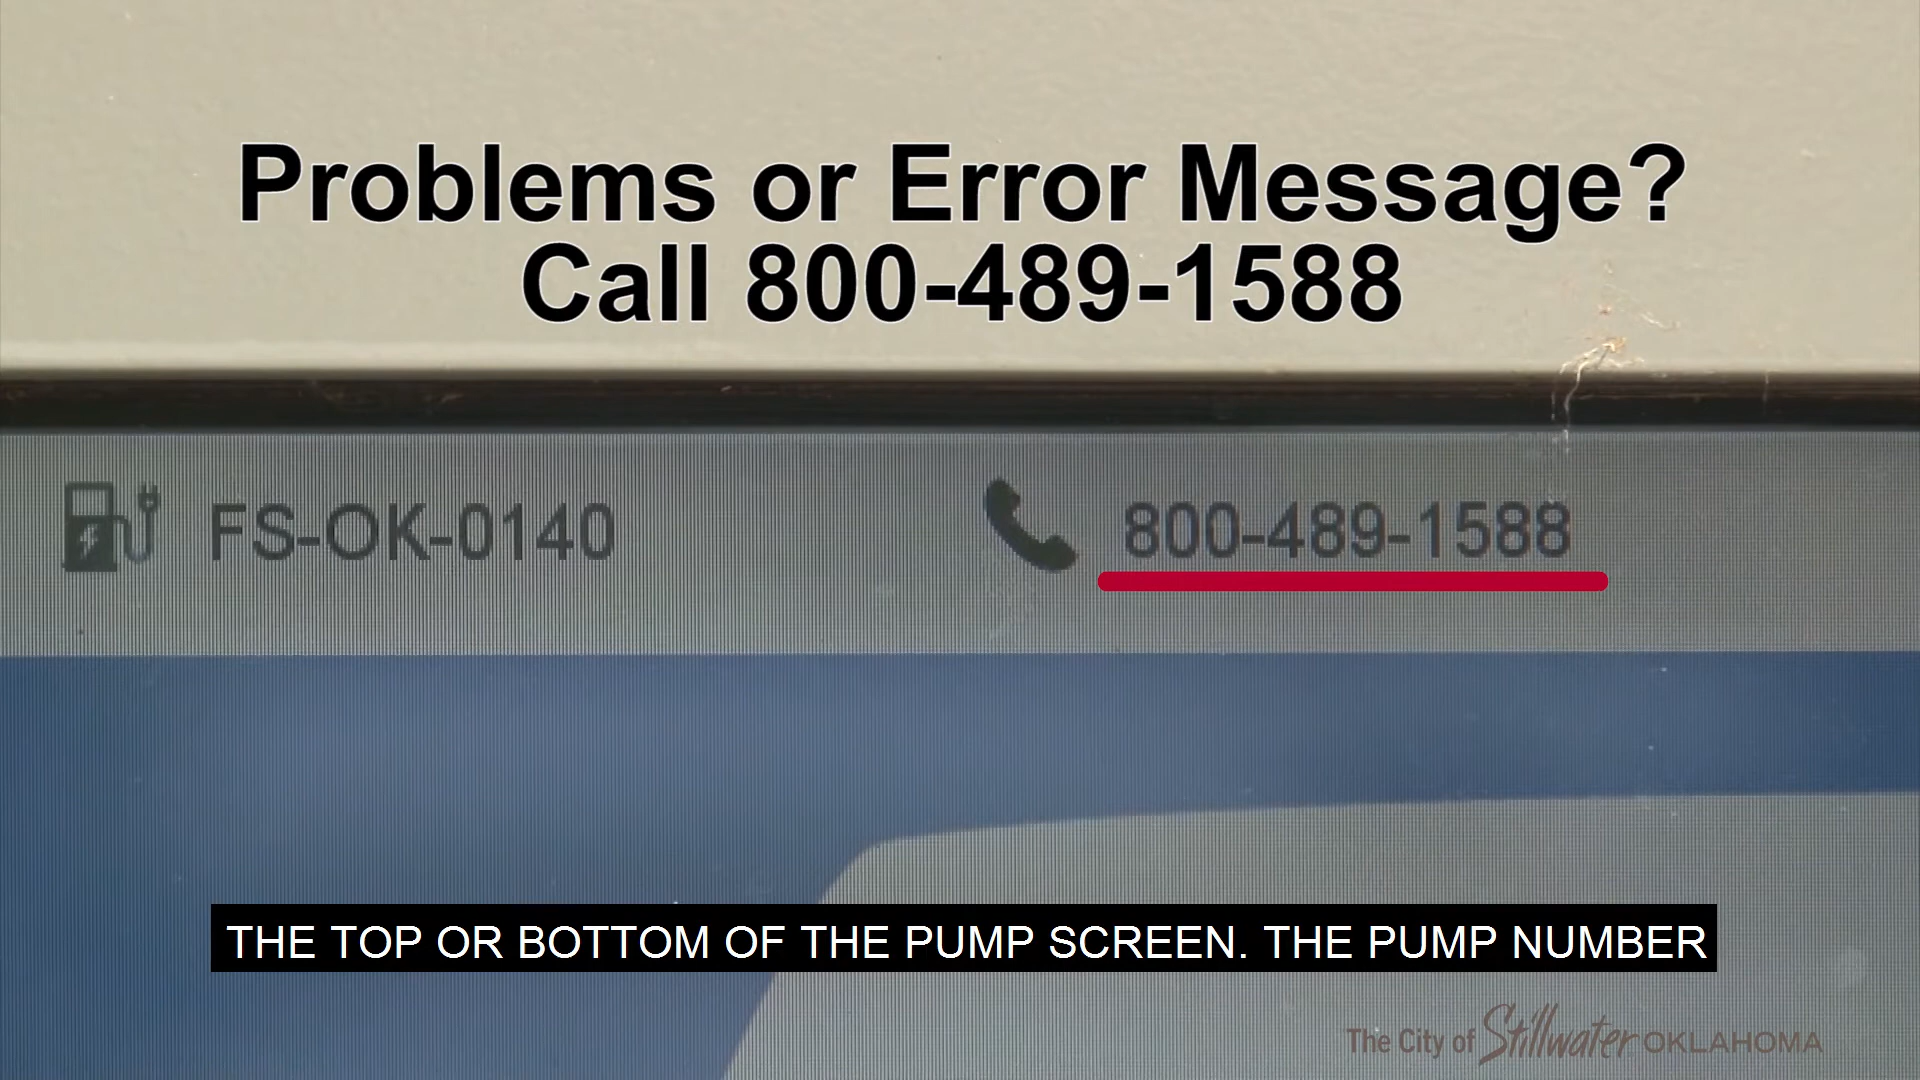 Problems or Error Message?
Call 800-489-1588
FS-OK-0140
800-489-1588
THE TOP OR BOTTOM OF THE PUMP SCREEN. THE PUMP NUMBER
The City of Stillwater OKLAHOMA